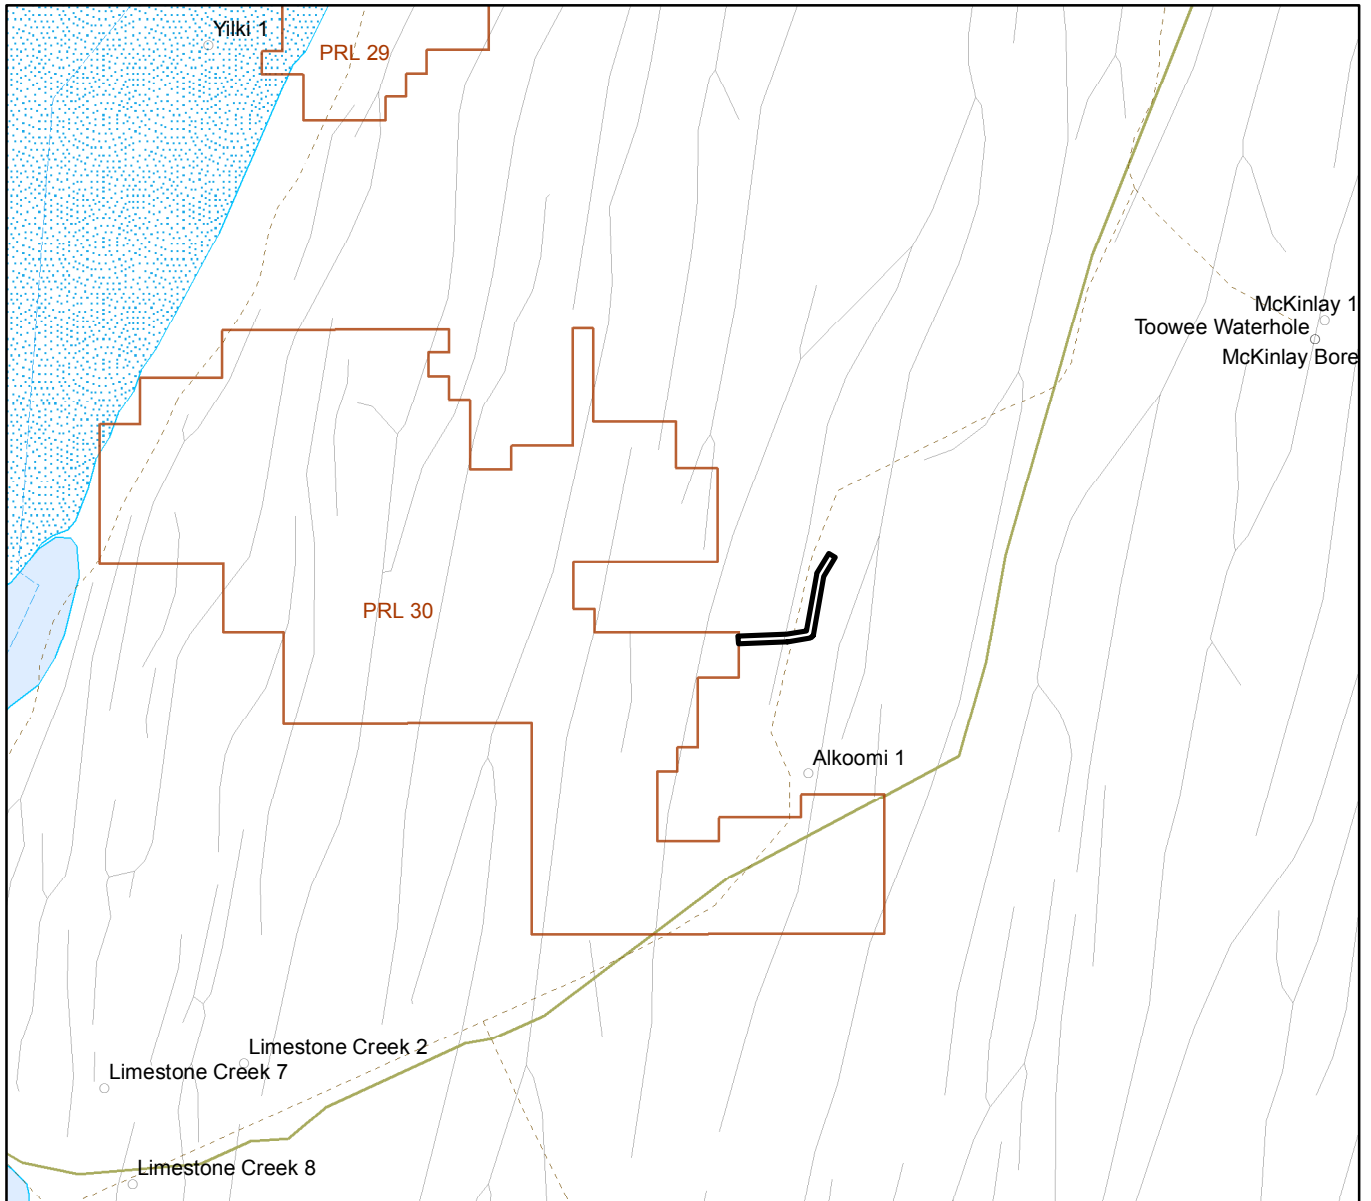 Yilki 1
PRL 29
McKinlay 1
Toowee Waterhole
McKinlay Bore
PRL 30
Alkoomi 1
Limestone Creek 2
Limestone Creek 7
Limestone Creek 8